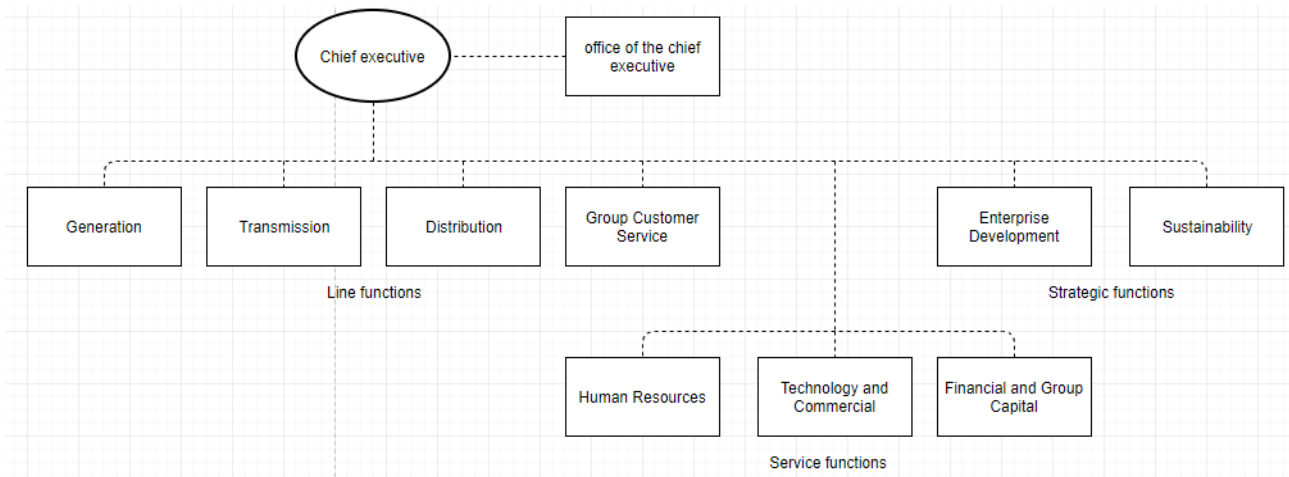 Chief executive
office of the chief
executive
Generation
Transmission
Distribution
Group Customer
Service
Enterprise
Development
Sustainability
Line functions
Strategic functions
Human Resources
Technology and
Commercial
Financial and Group
Capital
Service functions